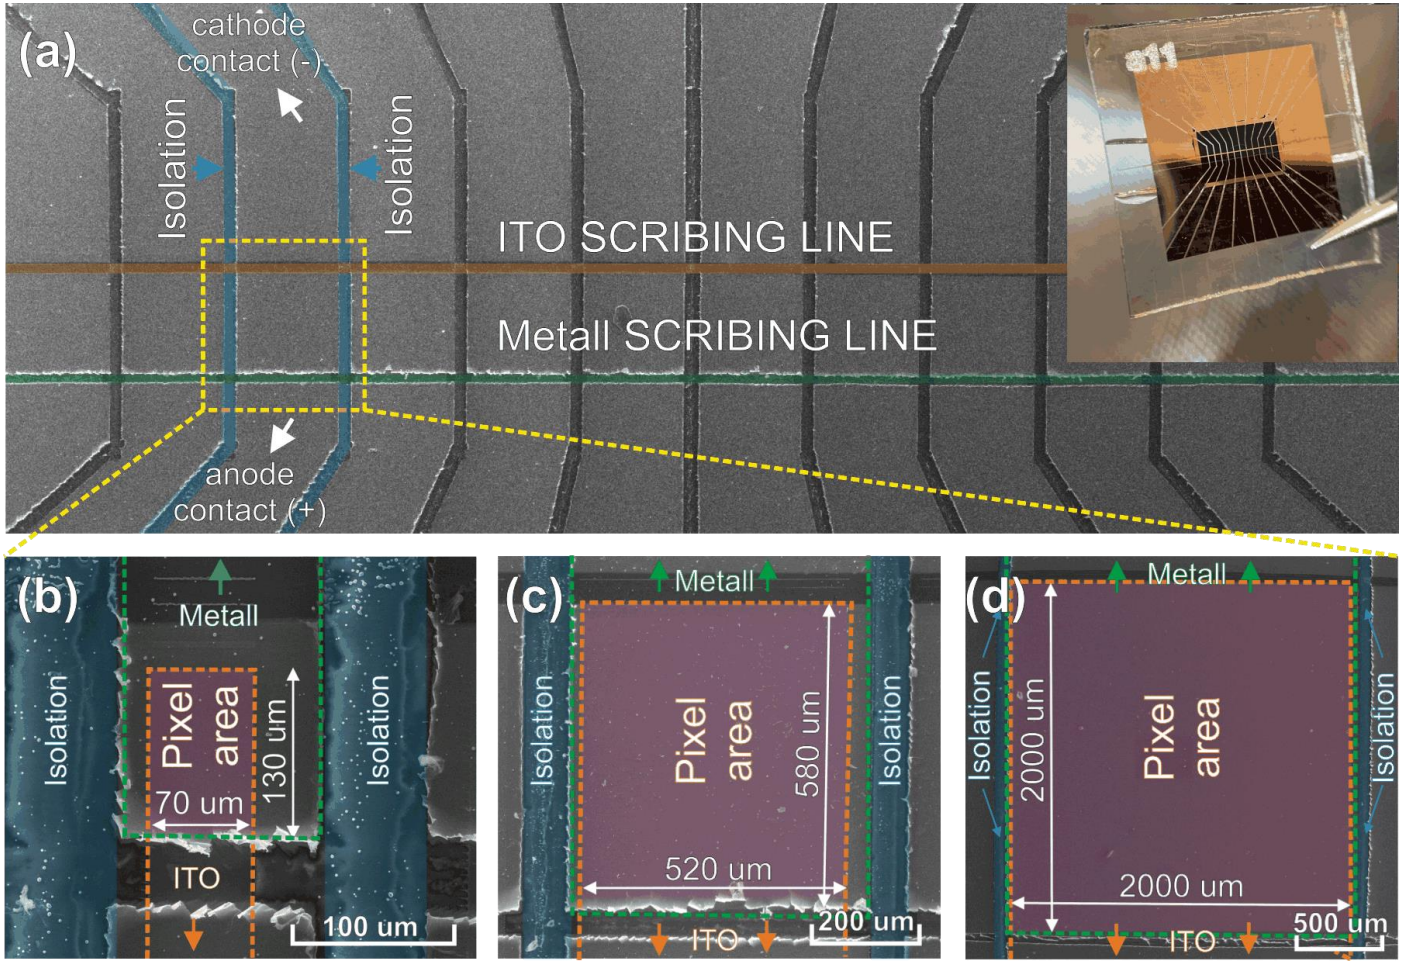 (a)
cathode
contact (-)
Isolation
Isolation
ITO SCRIBING LINE
Metall SCRIBING LINE
anode
contact (+)
a11
(b)
Metall
Isolation
Pixel
area
130 um
70 um
Isolation
ITO
100 um
(c)
Metall
Isolation
Pixel
area
580 um
520 um
Isolation
ITO
200 um
(d)
Metall
Isolation
2000 um
Pixel
area
Isolation
2000 um
ITO
500 um